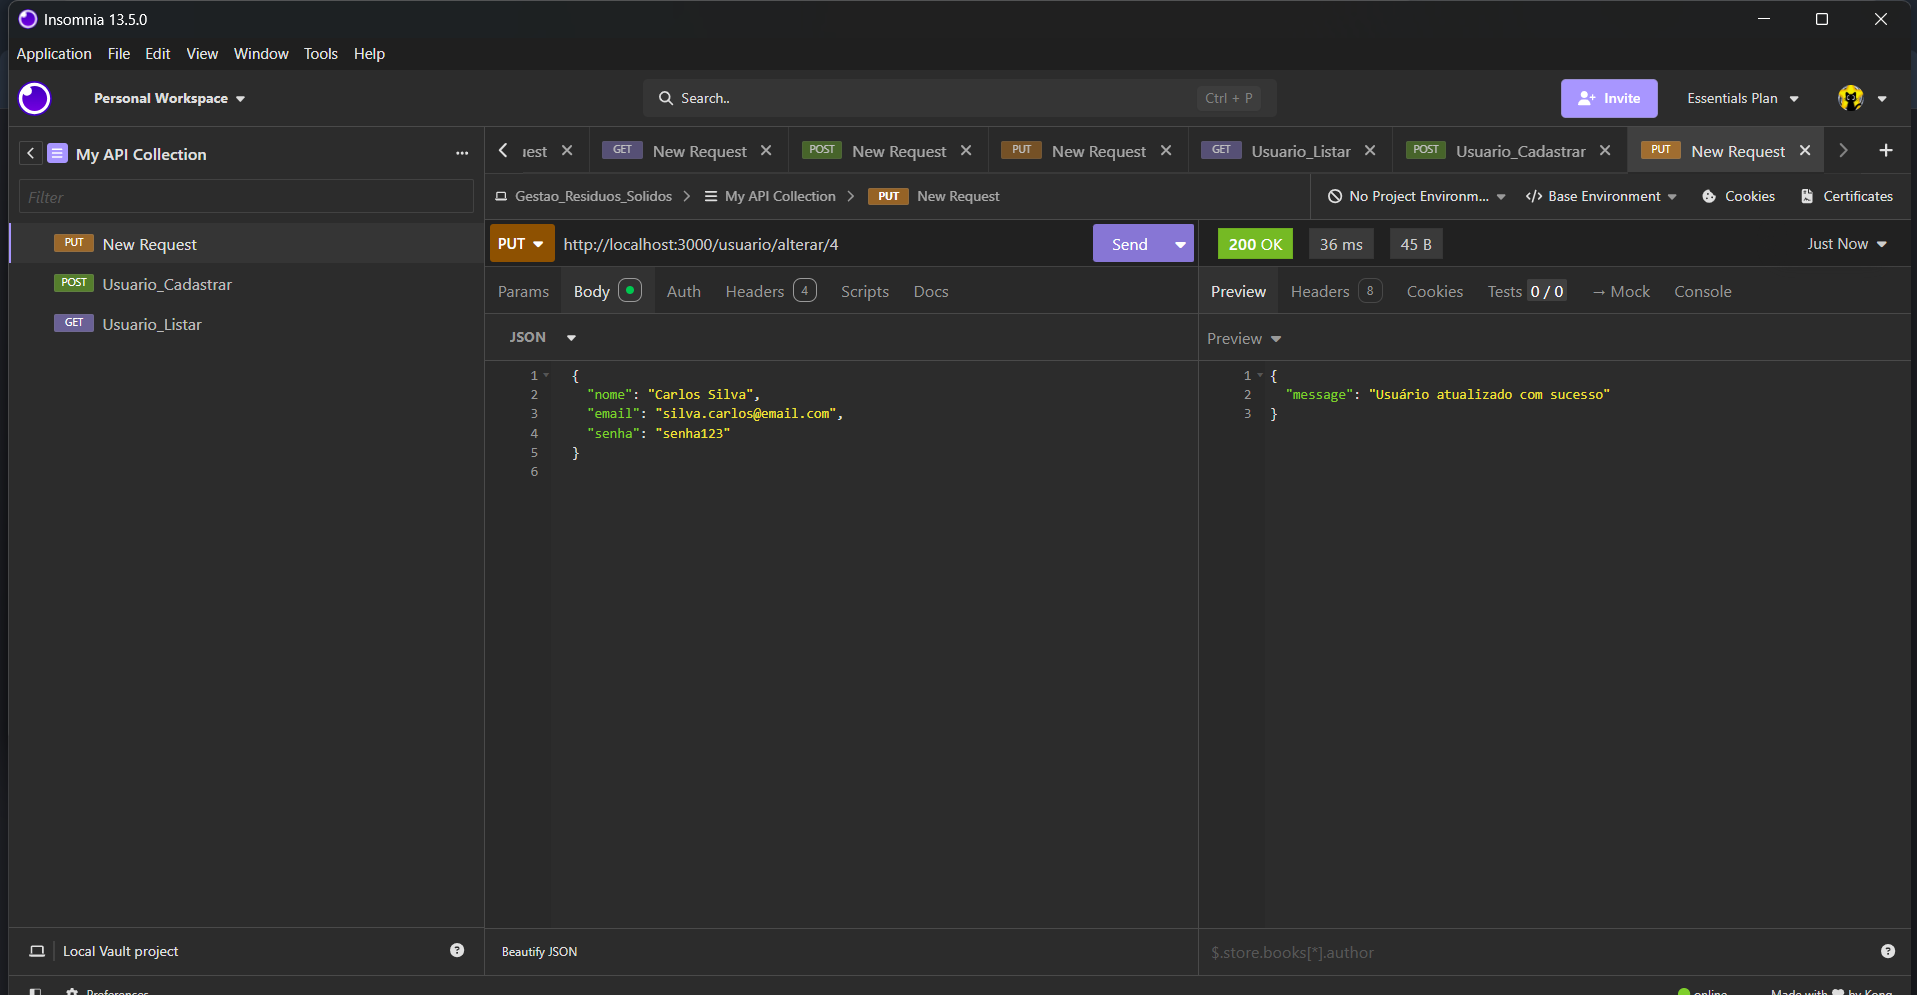 Insomnia 13.5.0
Application File Edit View Window Tools Help
Personal Workspace
Search..
Ctrl + P
Invite
Essentials Plan
My API Collection
Filter
PUT New Request
POST Usuario_Cadastrar
GET Usuario_Listar
GET New Request
POST New Request
PUT New Request
GET Usuario_Listar
POST Usuario_Cadastrar
PUT New Request
Gestao_Residuos_Solidos
My API Collection
PUT New Request
No Project Environm...
</> Base Environment
Cookies
Certificates
PUT http://localhost:3000/usuario/alterar/4
Send
200 OK
36 ms
45 B
Just Now
Params Body Auth Headers 4 Scripts Docs
Preview Headers 8 Cookies Tests 0 / 0 → Mock Console
JSON
Preview
1 {
2 "nome": "Carlos Silva",
3 "email": "silva.carlos@email.com",
4 "senha": "senha123"
5 }
6
1 {
2 "message": "Usuário atualizado com sucesso"
3 }
Local Vault project
Beautify JSON
$.store.books[*].author
Preferences
online
Made with by Kong